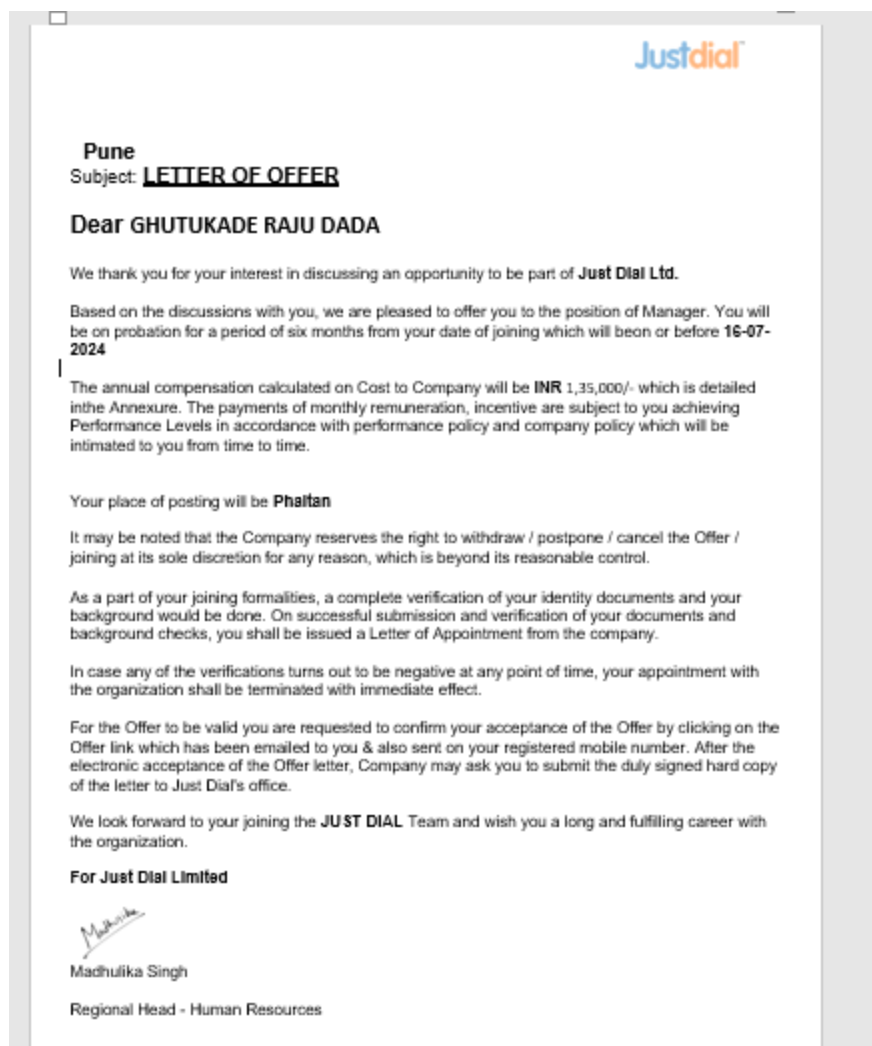 Justdial
Pune
Subject: LETTER OF OFFER
Dear GHUTUKADE RAJU DADA
We thank you for your interest in discussing an opportunity to be part of Just Dial Ltd.
Based on the discussions with you, we are pleased to offer you to the position of Manager. You will
be on probation for a period of six months from your date of joining which will beon or before 16-07-
2024
The annual compensation calculated on Cost to Company will be INR 1,35,000/- which is detailed
inthe Annexure. The payments of monthly remuneration, incentive are subject to you achieving
Performance Levels in accordance with performance policy and company policy which will be
intimated to you from time to time.
Your place of posting will be Phaltan
It may be noted that the Company reserves the right to withdraw / postpone / cancel the Offer /
joining at its sole discretion for any reason, which is beyond its reasonable control.
As a part of your joining formalities, a complete verification of your identity documents and your
background would be done. On successful submission and verification of your documents and
background checks, you shall be issued a Letter of Appointment from the company.
In case any of the verifications turns out to be negative at any point of time, your appointment with
the organization shall be terminated with immediate effect.
For the Offer to be valid you are requested to confirm your acceptance of the Offer by clicking on the
Offer link which has been emailed to you & also sent on your registered mobile number. After the
electronic acceptance of the Offer letter, Company may ask you to submit the duly signed hard copy
of the letter to Just Dial's office.
We look forward to your joining the JUST DIAL Team and wish you a long and fulfilling career with
the organization.
For Just Dial Limited
Madhulika
Madhulika Singh
Regional Head - Human Resources